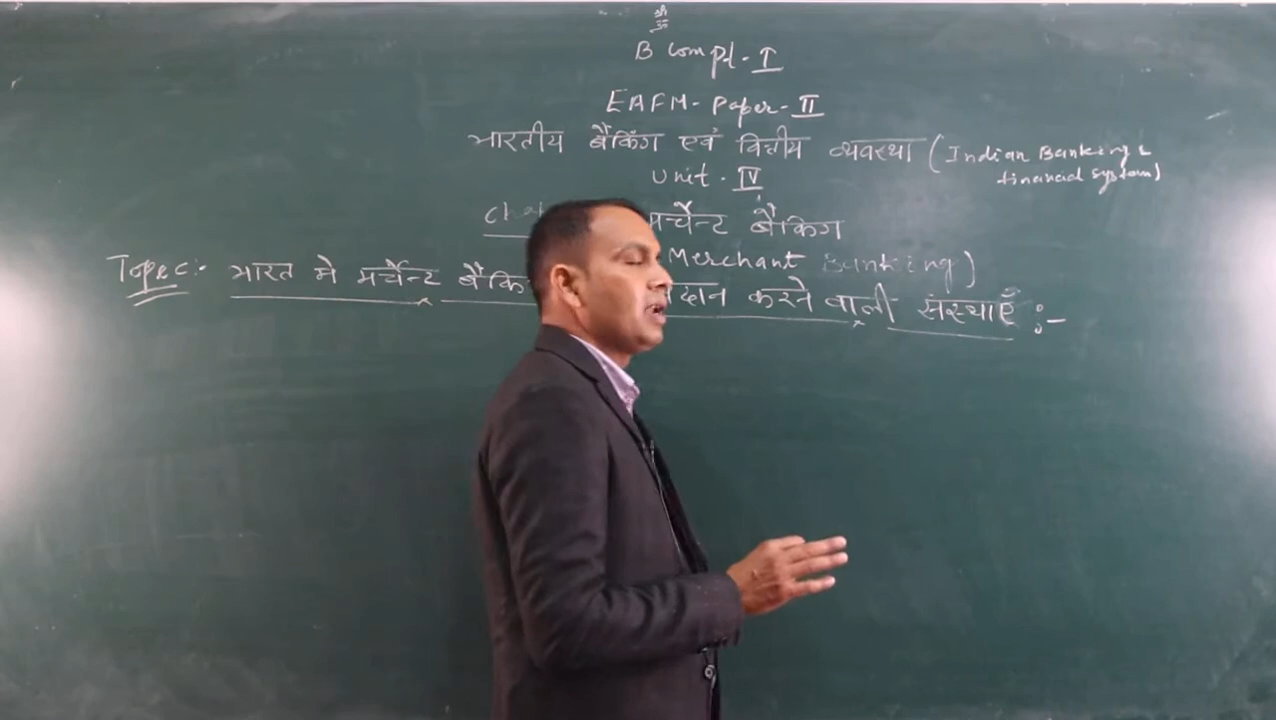 श्री
B Com pt- I
EAFM- Paper- II
भारतीय बैंकिंग एवं वित्तीय व्यवस्था (Indian Banking &
financial system)
Unit- IV
मर्चेन्ट बैंकिंग
Merchant Banking)
Topec:- भारत मे मर्चेन्ट करने वाली संस्थाएँ :-